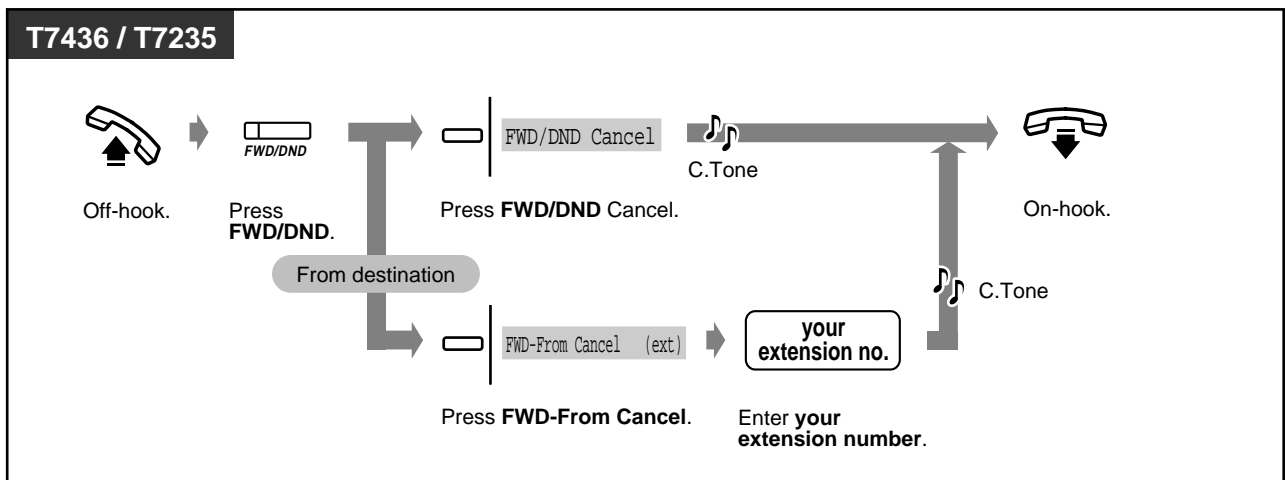 T7436 / T7235
FWD/DND
FWD/DND Cancel
C.Tone
Off-hook.
Press
FWD/DND.
Press FWD/DND Cancel.
On-hook.
From destination
C.Tone
FWD-From Cancel (ext)
your
extension no.
Press FWD-From Cancel.
Enter your
extension number.